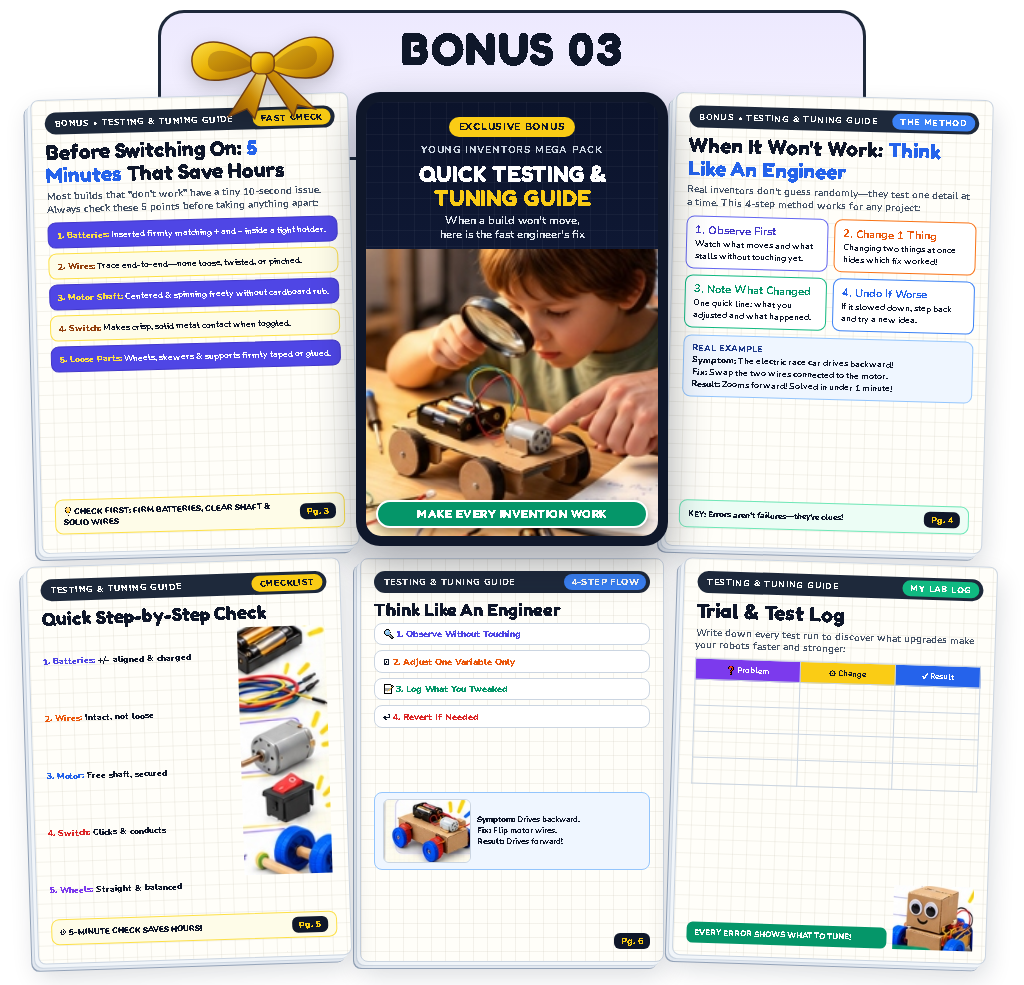 BONUS 03
BONUS • TESTING & TUNING GUIDE
FAST CHECK
Before Switching On: 5
Minutes That Save Hours
Most builds that "don't work" have a tiny 10-second issue.
Always check these 5 points before taking anything apart:
1. Batteries: Inserted firmly matching + and – inside a tight holder.
2. Wires: Trace end-to-end—none loose, twisted, or pinched.
3. Motor Shaft: Centered & spinning freely without cardboard rub.
4. Switch: Makes crisp, solid metal contact when toggled.
5. Loose Parts: Wheels, skewers & supports firmly taped or glued.
💡 CHECK FIRST: FIRM BATTERIES, CLEAR SHAFT &
SOLID WIRES
Pg. 3
EXCLUSIVE BONUS
YOUNG INVENTORS MEGA PACK
QUICK TESTING &
TUNING GUIDE
When a build won't move,
here is the fast engineer's fix
MAKE EVERY INVENTION WORK
BONUS • TESTING & TUNING GUIDE
THE METHOD
When It Won't Work: Think
Like An Engineer
Real inventors don't guess randomly—they test one detail at
a time. This 4-step method works for any project:
1. Observe First
Watch what moves and what
stalls without touching yet.
2. Change 1 Thing
Changing two things at once
hides which fix worked!
3. Note What Changed
One quick line: what you
adjusted and what happened.
4. Undo If Worse
If it slowed down, step back
and try a new idea.
REAL EXAMPLE
Symptom: The electric race car drives backward!
Fix: Swap the two wires connected to the motor.
Result: Zooms forward! Solved in under 1 minute!
KEY: Errors aren't failures—they're clues!
Pg. 4
TESTING & TUNING GUIDE
CHECKLIST
Quick Step-by-Step Check
1. Batteries: +/- aligned & charged
2. Wires: Intact, not loose
3. Motor: Free shaft, secured
4. Switch: Clicks & conducts
5. Wheels: Straight & balanced
⏱ 5-MINUTE CHECK SAVES HOURS!
Pg. 5
TESTING & TUNING GUIDE
4-STEP FLOW
Think Like An Engineer
🔍 1. Observe Without Touching
2. Adjust One Variable Only
📝 3. Log What You Tweaked
↩ 4. Revert If Needed
Symptom: Drives backward.
Fix: Flip motor wires.
Result: Drives forward!
Pg. 6
TESTING & TUNING GUIDE
MY LAB LOG
Trial & Test Log
Write down every test run to discover what upgrades make
your robots faster and stronger:
❓ Problem
⚙ Change
✓ Result
EVERY ERROR SHOWS WHAT TO TUNE!